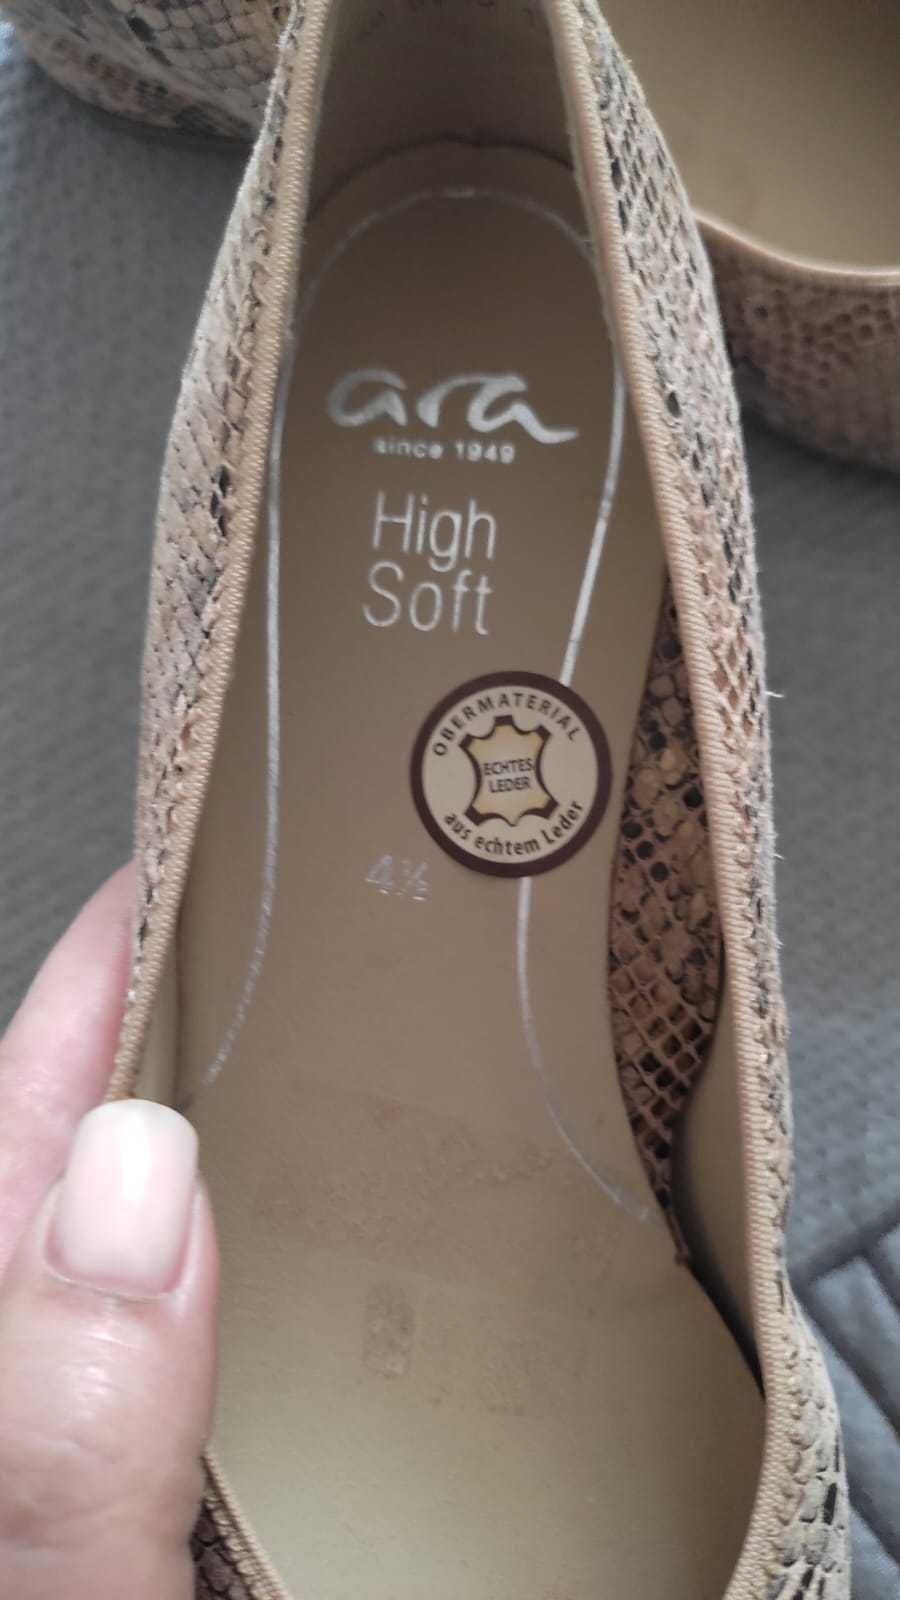 ara
since 1949
High
Soft
OBERMATERIAL
ECHTES
LEDER
aus echtem Leder
4½